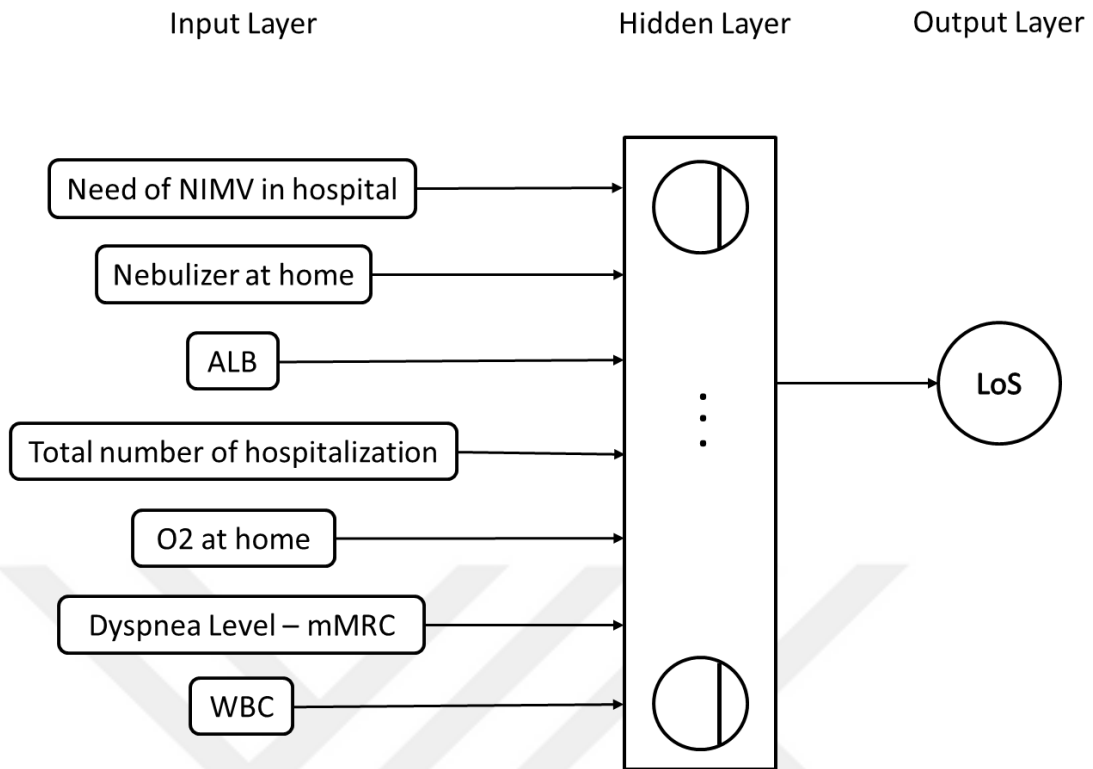 Input Layer
Hidden Layer
Output Layer
Need of NIMV in hospital
Nebulizer at home
ALB
Total number of hospitalization
O2 at home
Dyspnea Level – mMRC
WBC
LoS